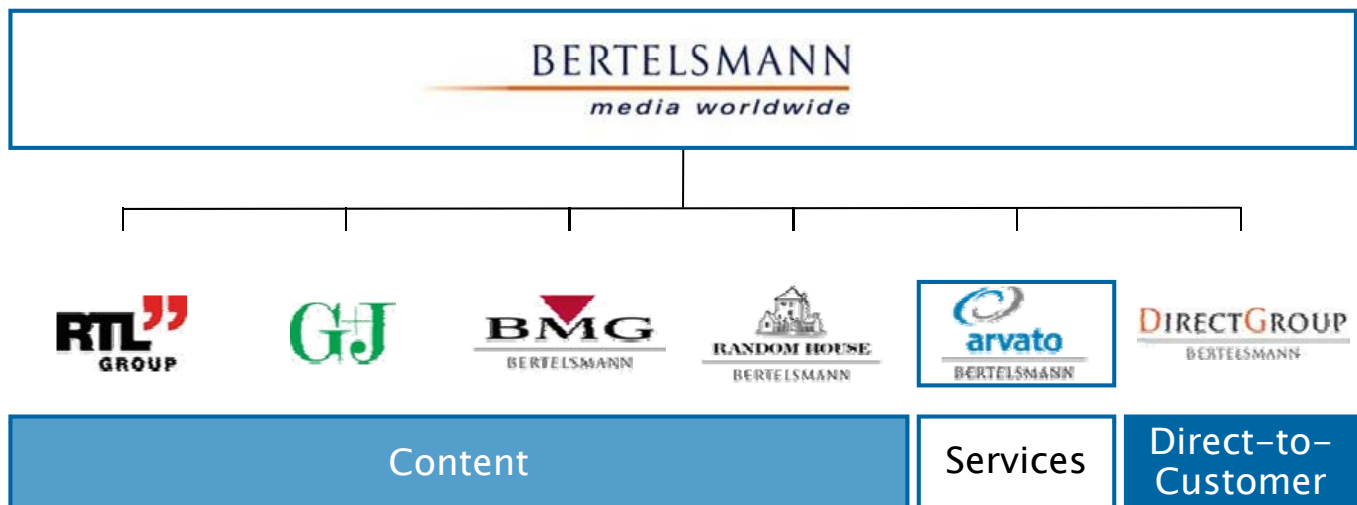 BERTELSMANN
media worldwide
RTL”
GROUP
G+J
BMG
BERTELSMANN
RANDOM HOUSE
BERTELSMANN
arvato
BERTELSMANN
DIRECTGROUP
BERTELSMANN
Content
Services
Direct-to-
Customer